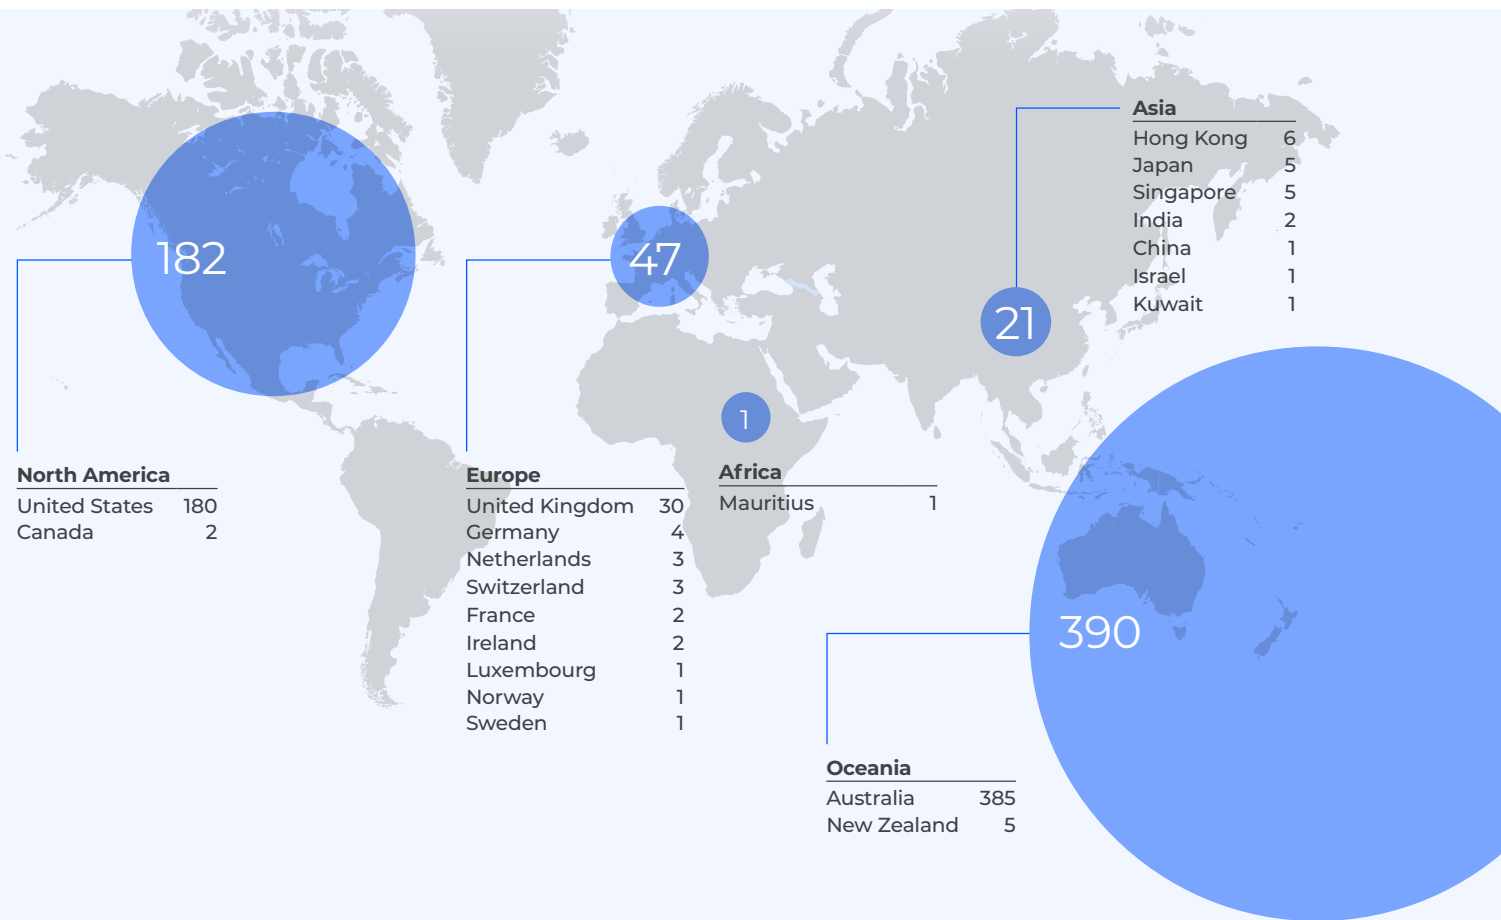 182
North America
United States 180
Canada 2
47
Europe
United Kingdom 30
Germany 4
Netherlands 3
Switzerland 3
France 2
Ireland 2
Luxembourg 1
Norway 1
Sweden 1
1
Africa
Mauritius 1
21
Asia
Hong Kong 6
Japan 5
Singapore 5
India 2
China 1
Israel 1
Kuwait 1
390
Oceania
Australia 385
New Zealand 5